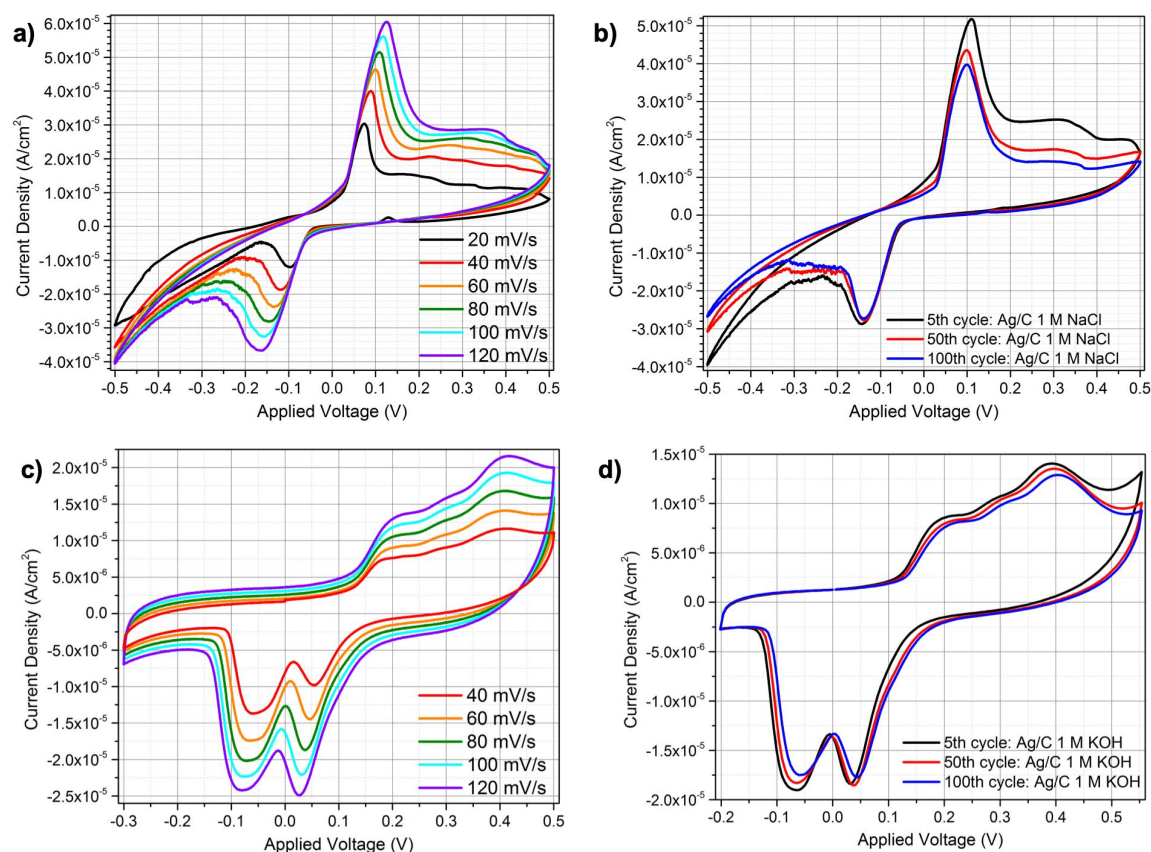 a)
6.0x10⁻⁵
5.0x10⁻⁵
4.0x10⁻⁵
3.0x10⁻⁵
2.0x10⁻⁵
1.0x10⁻⁵
0.0
-1.0x10⁻⁵
-2.0x10⁻⁵
-3.0x10⁻⁵
-4.0x10⁻⁵
Current Density (A/cm²)
20 mV/s
40 mV/s
60 mV/s
80 mV/s
100 mV/s
120 mV/s
-0.5 -0.4 -0.3 -0.2 -0.1 0.0 0.1 0.2 0.3 0.4 0.5
Applied Voltage (V)
b)
5.0x10⁻⁵
4.0x10⁻⁵
3.0x10⁻⁵
2.0x10⁻⁵
1.0x10⁻⁵
0.0
-1.0x10⁻⁵
-2.0x10⁻⁵
-3.0x10⁻⁵
-4.0x10⁻⁵
Current Density (A/cm²)
5th cycle: Ag/C 1 M NaCl
50th cycle: Ag/C 1 M NaCl
100th cycle: Ag/C 1 M NaCl
-0.5 -0.4 -0.3 -0.2 -0.1 0.0 0.1 0.2 0.3 0.4 0.5
Applied Voltage (V)
c)
2.0x10⁻⁵
1.5x10⁻⁵
1.0x10⁻⁵
5.0x10⁻⁶
0.0
-5.0x10⁻⁶
-1.0x10⁻⁵
-1.5x10⁻⁵
-2.0x10⁻⁵
-2.5x10⁻⁵
Current Density (A/cm²)
40 mV/s
60 mV/s
80 mV/s
100 mV/s
120 mV/s
-0.3 -0.2 -0.1 0.0 0.1 0.2 0.3 0.4 0.5
Applied Voltage (V)
d)
1.5x10⁻⁵
1.0x10⁻⁵
5.0x10⁻⁶
0.0
-5.0x10⁻⁶
-1.0x10⁻⁵
-1.5x10⁻⁵
-2.0x10⁻⁵
Current Density (A/cm²)
5th cycle: Ag/C 1 M KOH
50th cycle: Ag/C 1 M KOH
100th cycle: Ag/C 1 M KOH
-0.2 -0.1 0.0 0.1 0.2 0.3 0.4 0.5
Applied Voltage (V)